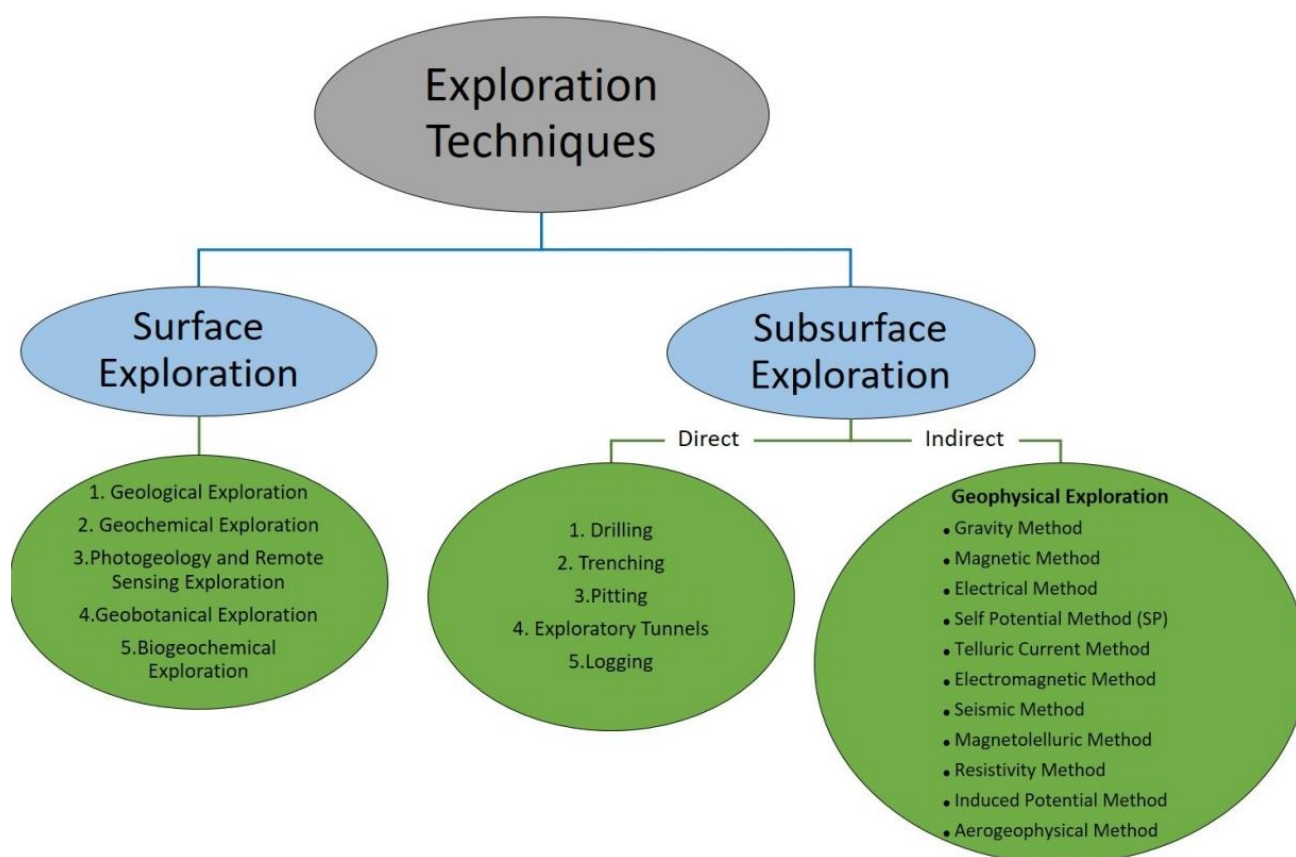 Exploration
Techniques
Surface
Exploration
Subsurface
Exploration
Direct
Indirect
1. Geological Exploration
2. Geochemical Exploration
3.Photogeology and Remote
Sensing Exploration
4.Geobotanical Exploration
5.Biogeochemical
Exploration
1. Drilling
2. Trenching
3.Pitting
4. Exploratory Tunnels
5.Logging
Geophysical Exploration
• Gravity Method
• Magnetic Method
• Electrical Method
• Self Potential Method (SP)
• Telluric Current Method
• Electromagnetic Method
• Seismic Method
• Magnetolelluric Method
• Resistivity Method
• Induced Potential Method
• Aerogeophysical Method